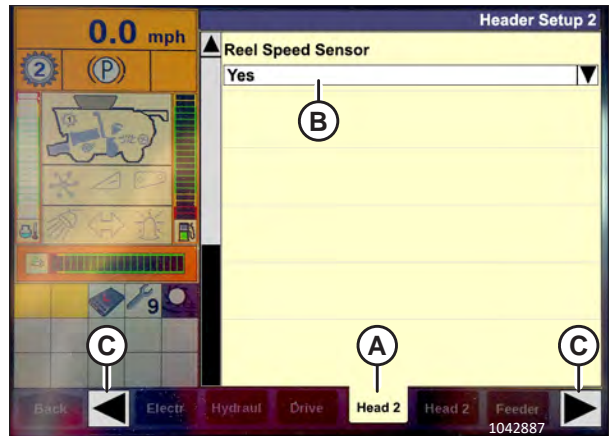 Header Setup 2
0.0 mph
Reel Speed Sensor
2
(P)
Yes
B
9
C
A
C
Back
Electr
Hydraul
Drive
Head 2
Head 2
Feeder
1042887